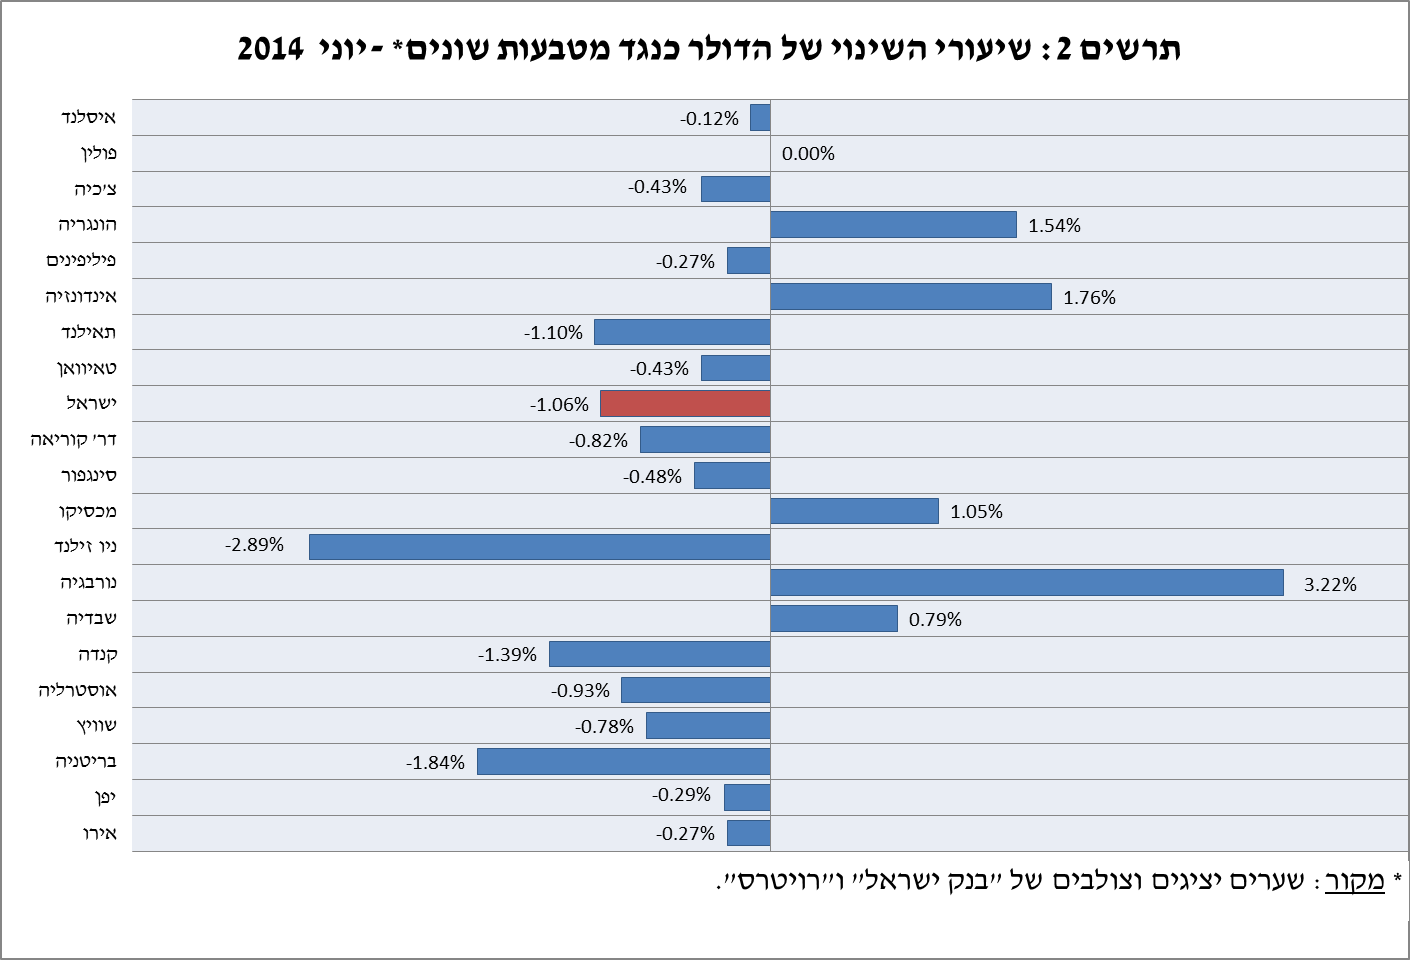 תרשים 2: שיעורי השינוי של הדולר כנגד מטבעות שונים* - יוני 2014
איסלנד -0.12%
פולין 0.00%
צ'כיה -0.43%
הונגריה 1.54%
פיליפינים -0.27%
אינדונזיה 1.76%
תאילנד -1.10%
טאיוואן -0.43%
ישראל -1.06%
דר' קוריאה -0.82%
סינגפור -0.48%
מכסיקו 1.05%
ניו זילנד -2.89%
נורבגיה 3.22%
שבדיה 0.79%
קנדה -1.39%
אוסטרליה -0.93%
שוויץ -0.78%
בריטניה -1.84%
יפן -0.29%
אירו -0.27%
* מקור: שערים יציגים וצולבים של "בנק ישראל" ו"רויטרס".